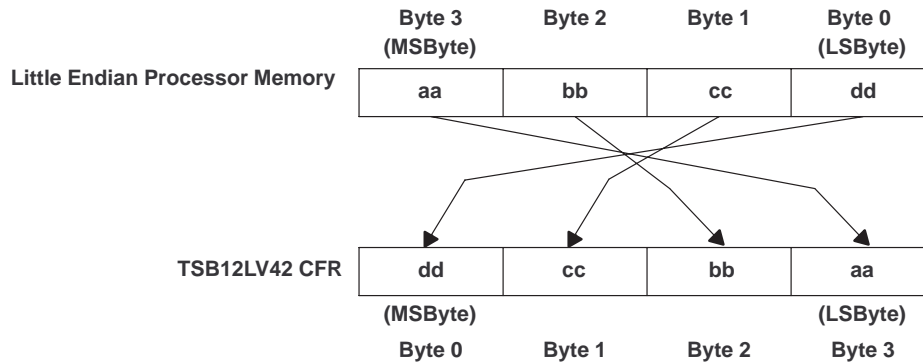 Byte 3 Byte 2 Byte 1 Byte 0
(MSByte) (LSByte)
Little Endian Processor Memory
aa bb cc dd
TSB12LV42 CFR dd cc bb aa
(MSByte) (LSByte)
Byte 0 Byte 1 Byte 2 Byte 3